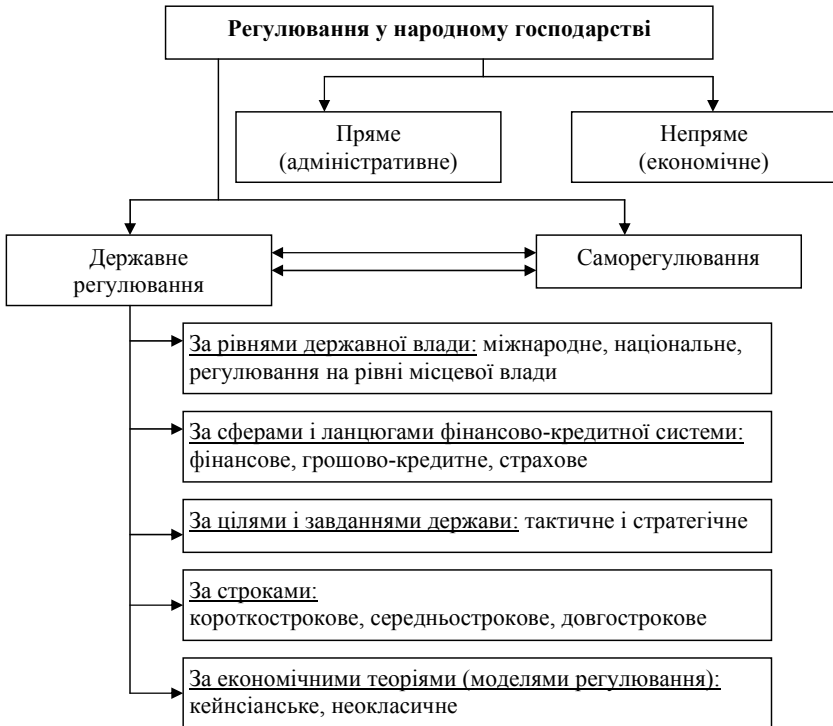 Регулювання у народному господарстві
Пряме
(адміністративне)
Непряме
(економічне)
Державне
регулювання
Саморегулювання
За рівнями державної влади: міжнародне, національне,
регулювання на рівні місцевої влади
За сферами і ланцюгами фінансово-кредитної системи:
фінансове, грошово-кредитне, страхове
За цілями і завданнями держави: тактичне і стратегічне
За строками:
короткострокове, середньострокове, довгострокове
За економічними теоріями (моделями регулювання):
кейнсіанське, неокласичне